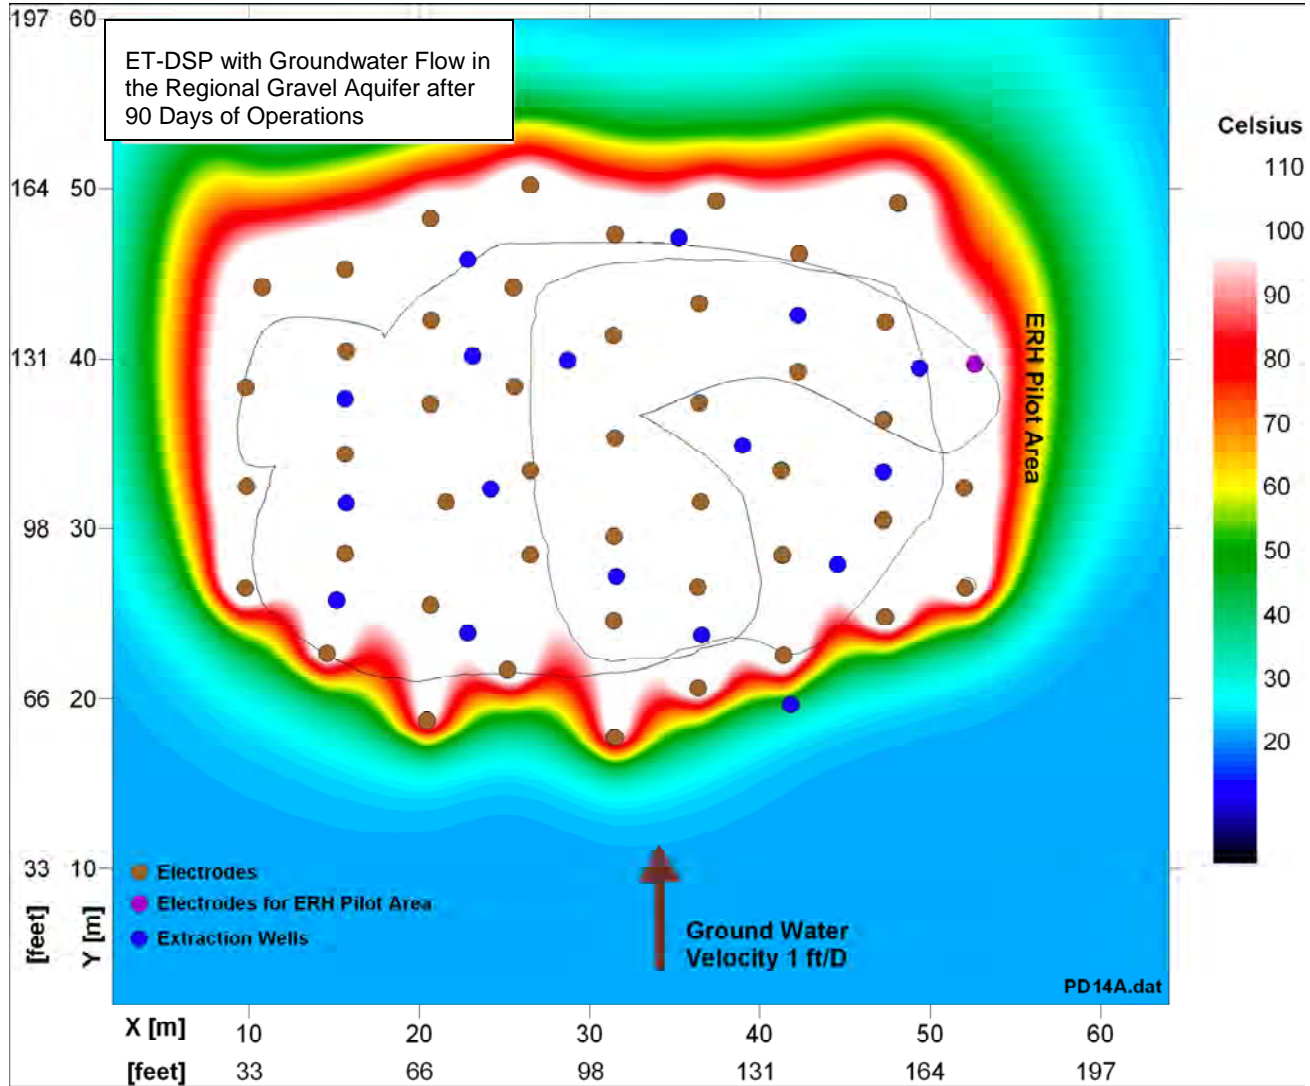 ET-DSP with Groundwater Flow in
the Regional Gravel Aquifer after
90 Days of Operations
197 60
164 50
131 40
98 30
66 20
33 10
[feet] Y [m]
Celsius
110
100
90
80
70
60
50
40
30
20
ERH Pilot Area
Electrodes
Electrodes for ERH Pilot Area
Extraction Wells
Ground Water
Velocity 1 ft/D
PD14A.dat
X [m] 10 20 30 40 50 60
[feet] 33 66 98 131 164 197